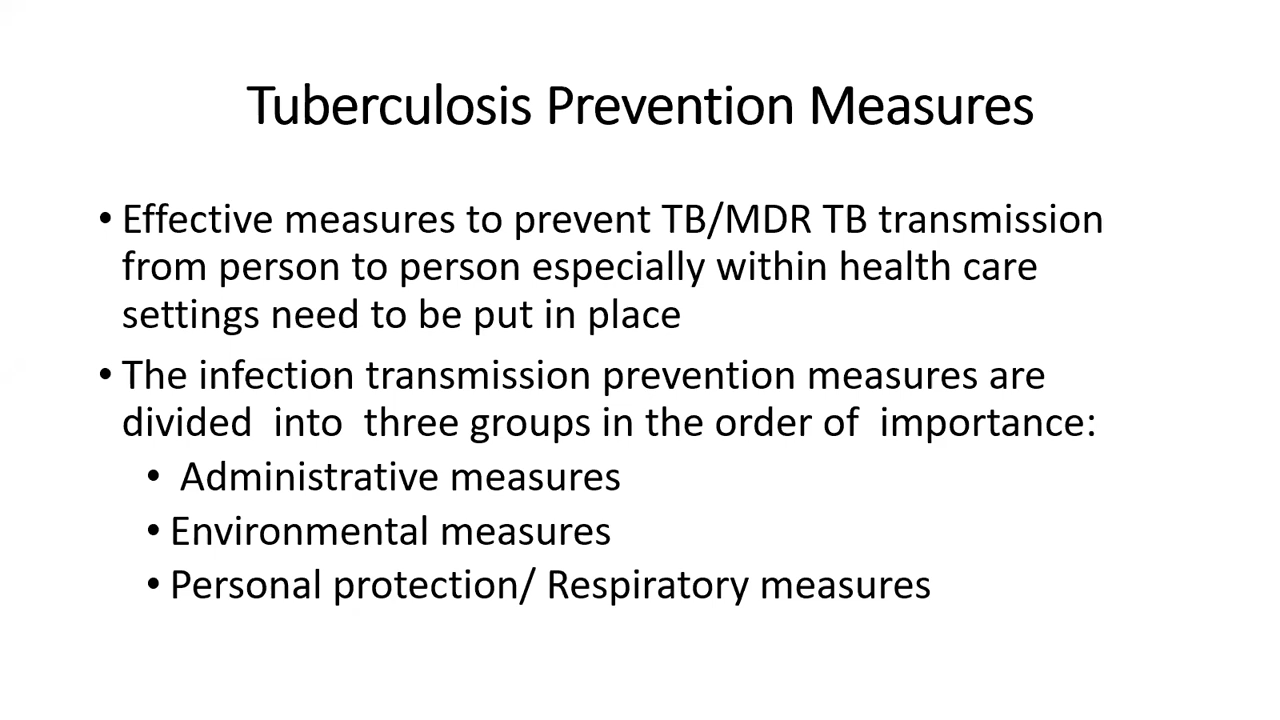 Tuberculosis Prevention Measures
• Effective measures to prevent TB/MDR TB transmission
from person to person especially within health care
settings need to be put in place
• The infection transmission prevention measures are
divided  into  three groups in the order of  importance:
•  Administrative measures
• Environmental measures
• Personal protection/ Respiratory measures